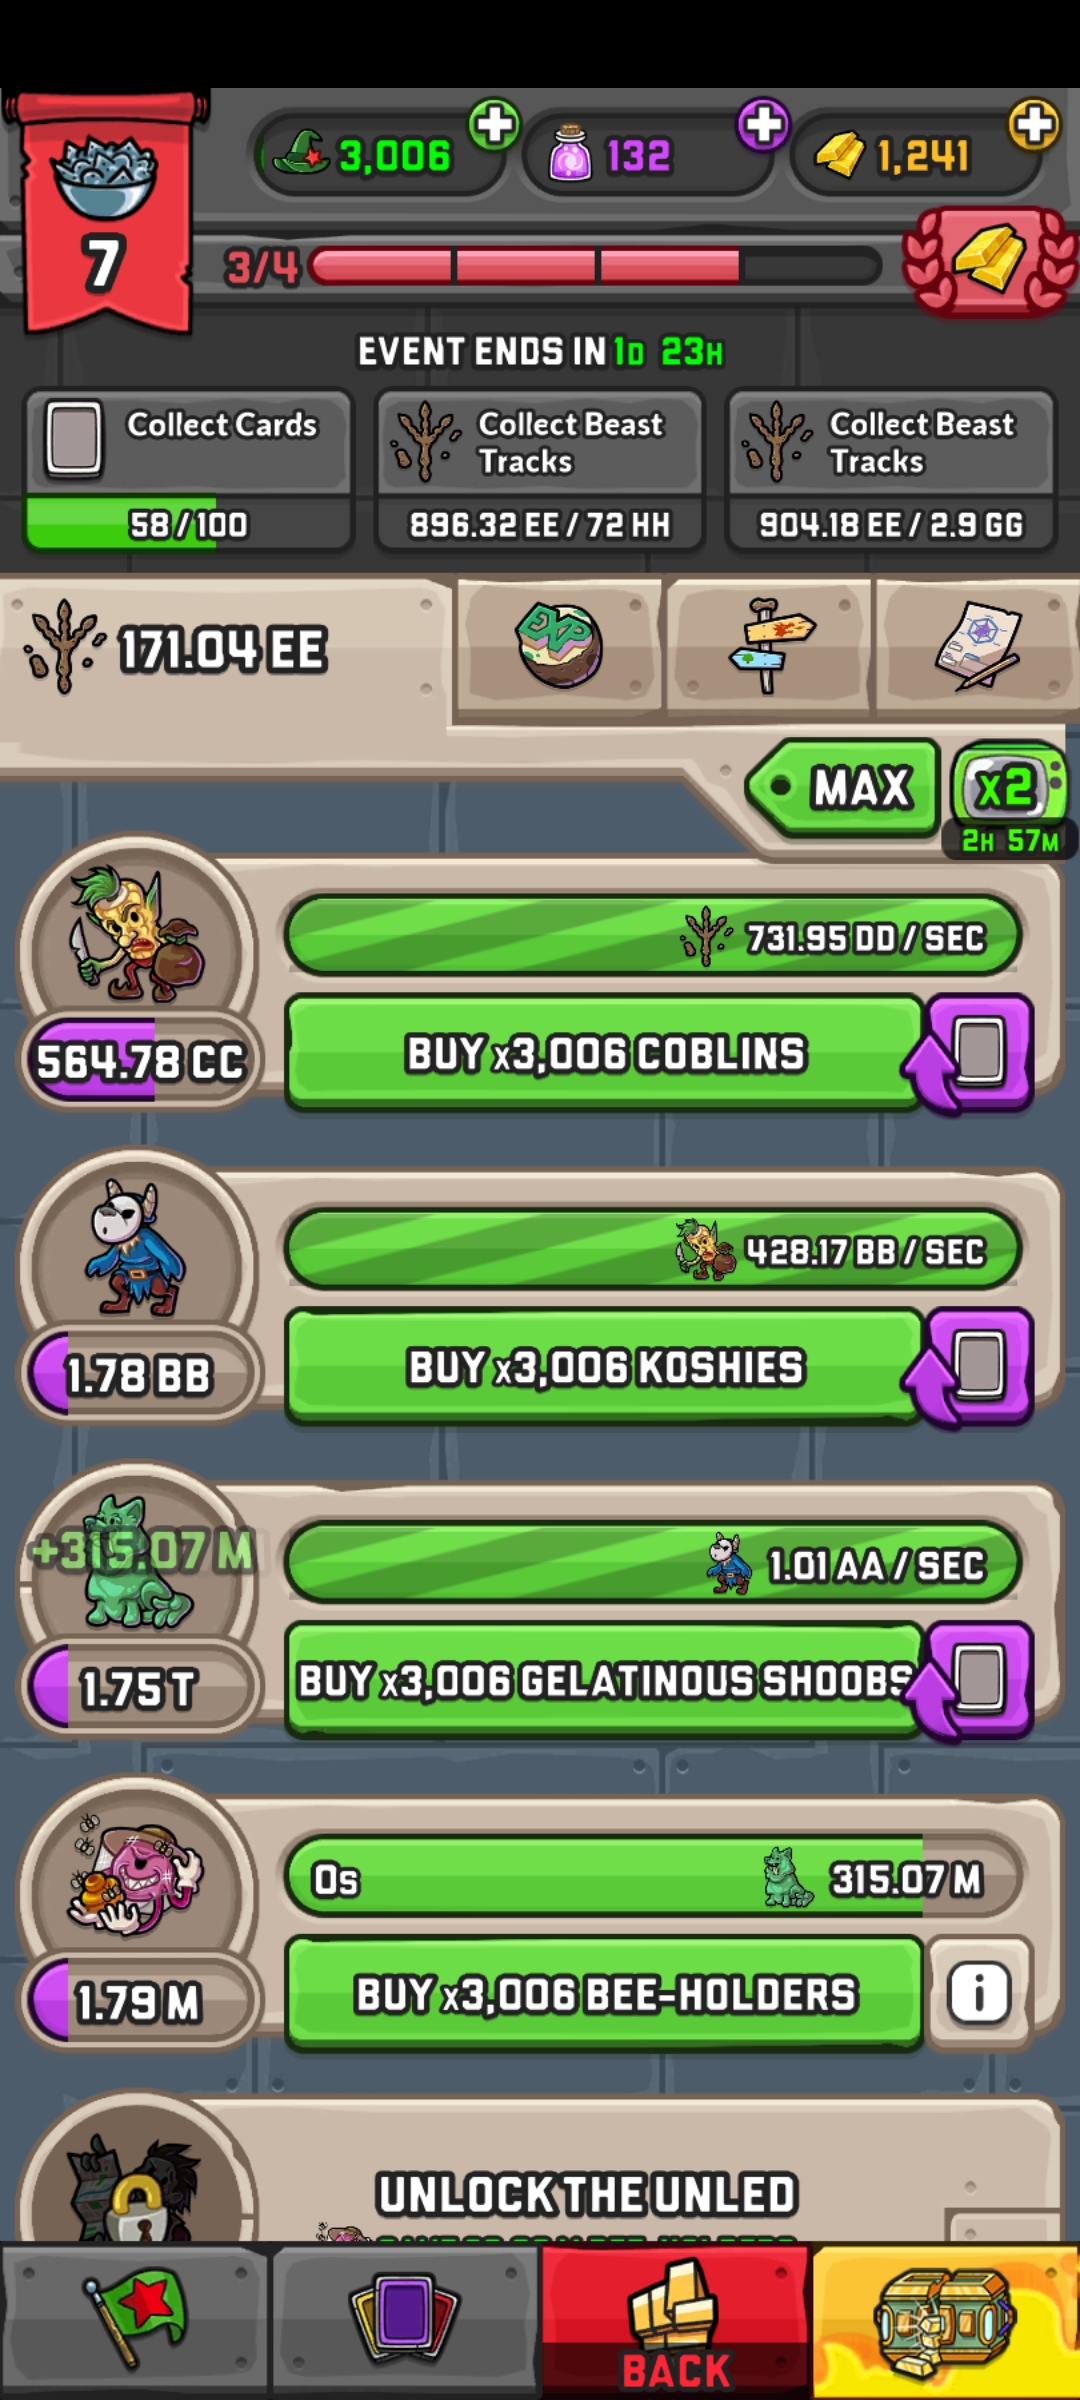 3,006
132
1,241
7
3/4
EVENT ENDS IN 1D 23H
Collect Cards
58 / 100
Collect Beast
Tracks
896.32 EE / 72 HH
Collect Beast
Tracks
904.18 EE / 2.9 GG
171.04 EE
EXP
MAX
x2
2H 57M
731.95 DD / SEC
564.78 CC
BUY x3,006 COBLINS
428.17 BB / SEC
BUY x3,006 KOSHIES
1.78 BB
+315.07 M
1.01 AA / SEC
BUY x3,006 GELATINOUS SHOOBS
1.75 T
0s
315.07 M
BUY x3,006 BEE-HOLDERS
i
1.79 M
UNLOCK THE UNLED
BACK